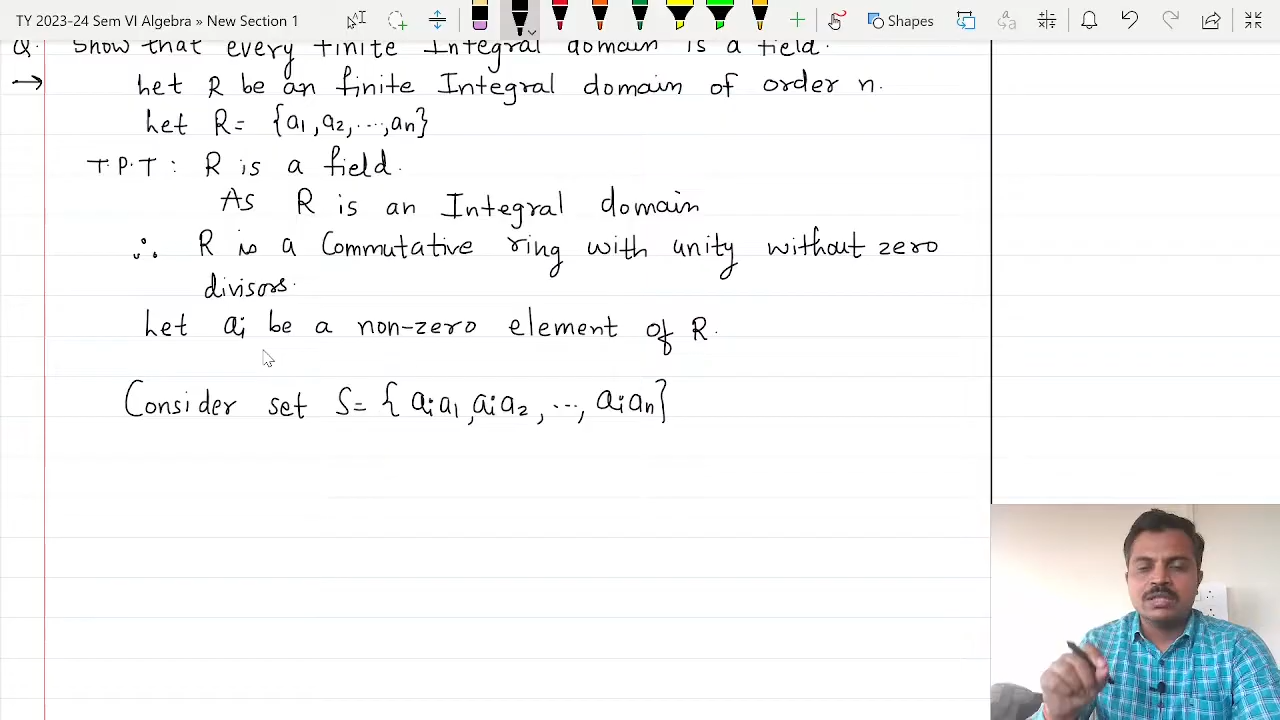 TY 2023-24 Sem VI Algebra » New Section 1
Shapes
Q. Show that every finite Integral domain is a field.
→ Let R be an finite Integral domain of order n.
Let R= {a₁,a₂,...,aₙ}
T.P.T : R is a field.
As R is an Integral domain
∴ R is a Commutative ring with unity without zero
divisors.
Let aᵢ be a non-zero element of R.
Consider set S= { aᵢa₁, aᵢa₂, ..., aᵢaₙ}